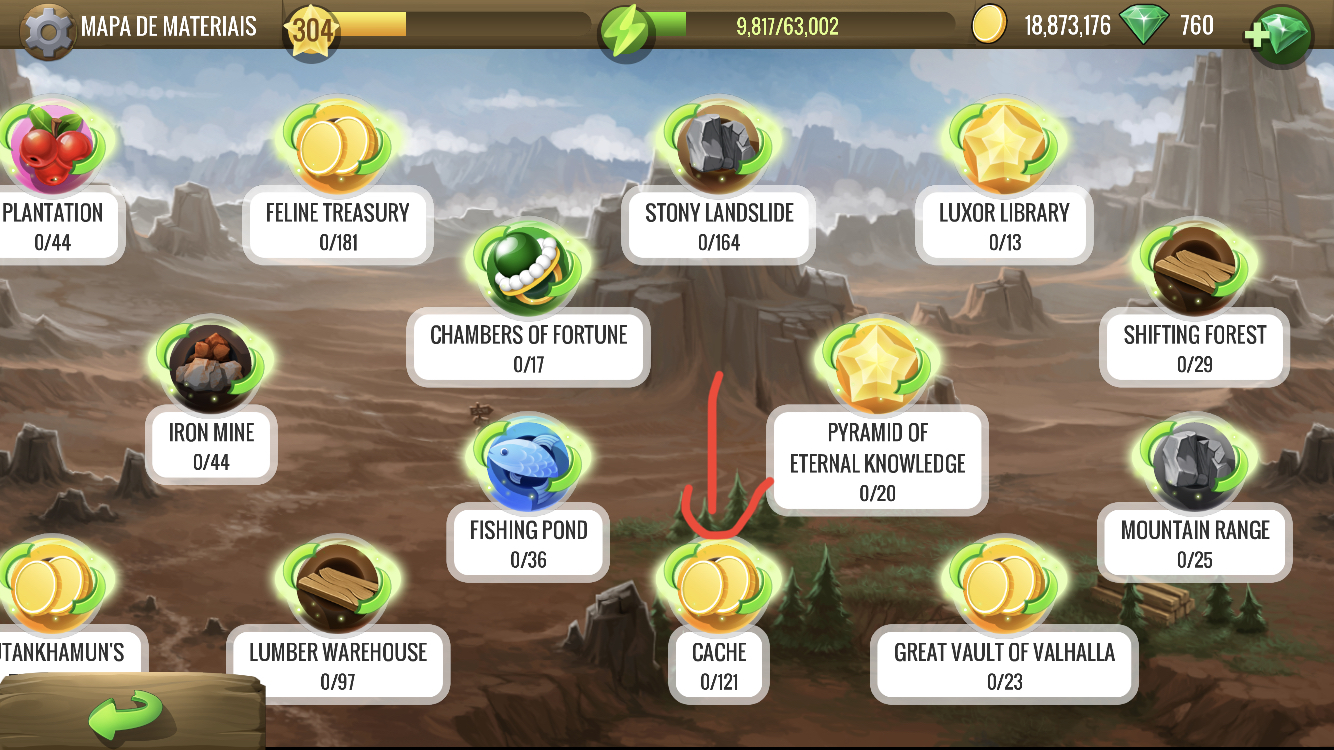 MAPA DE MATERIAIS
304
9,817/63,002
18,873,176
760
PLANTATION
0/44
FELINE TREASURY
0/181
STONY LANDSLIDE
0/164
LUXOR LIBRARY
0/13
CHAMBERS OF FORTUNE
0/17
SHIFTING FOREST
0/29
IRON MINE
0/44
PYRAMID OF
ETERNAL KNOWLEDGE
0/20
FISHING POND
0/36
MOUNTAIN RANGE
0/25
UTANKHAMUN'S
LUMBER WAREHOUSE
0/97
CACHE
0/121
GREAT VAULT OF VALHALLA
0/23